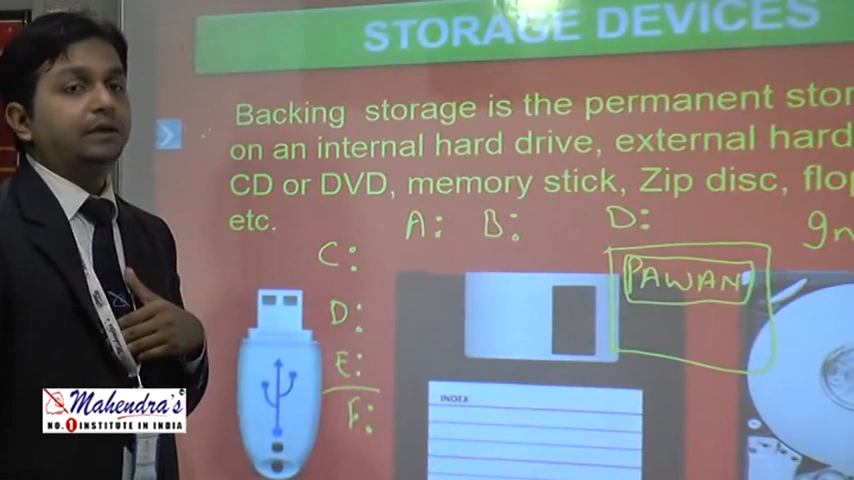 STORAGE DEVICES
Backing storage is the permanent stor
on an internal hard drive, external hard
CD or DVD, memory stick, Zip disc, flop
etc.
A: B: D:
C:
PAWAN
D:
E:
F:
INDEX
Mahendra's
NO. 1 INSTITUTE IN INDIA